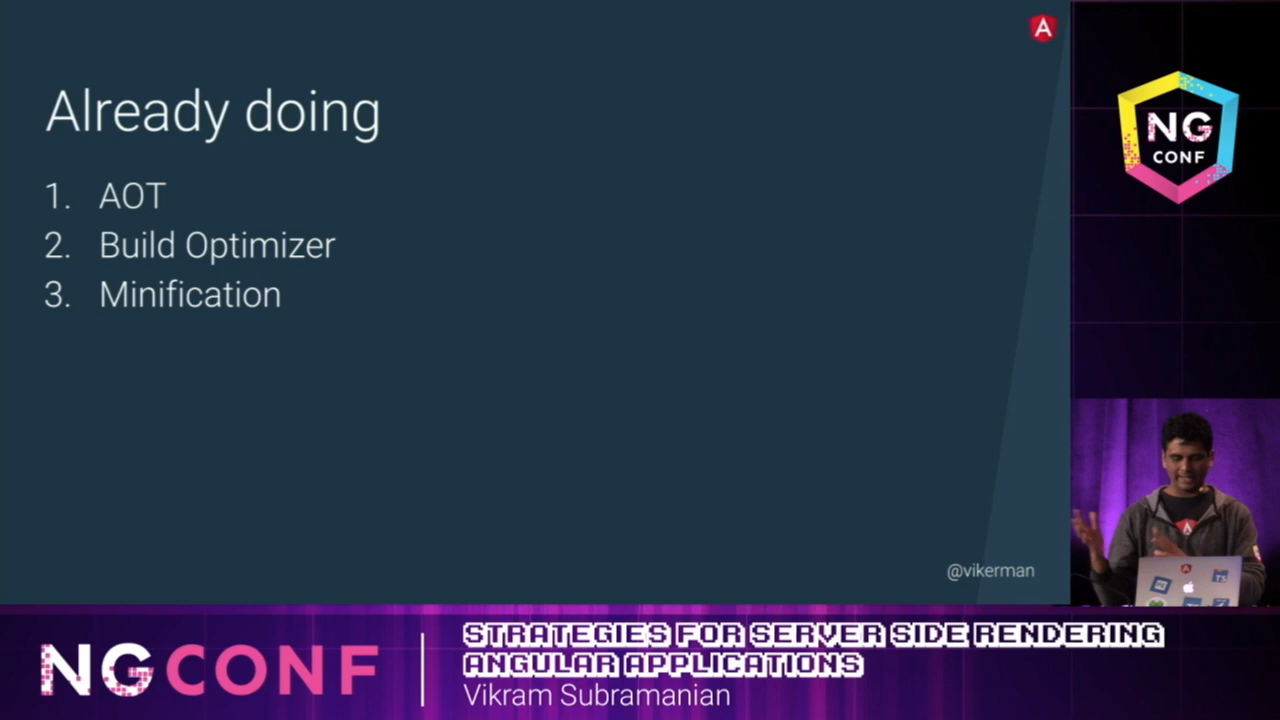 Already doing
1. AOT
2. Build Optimizer
3. Minification
@vikerman
NG
CONF
NGCONF
STRATEGIES FOR SERVER SIDE RENDERING
ANGULAR APPLICATIONS
Vikram Subramanian